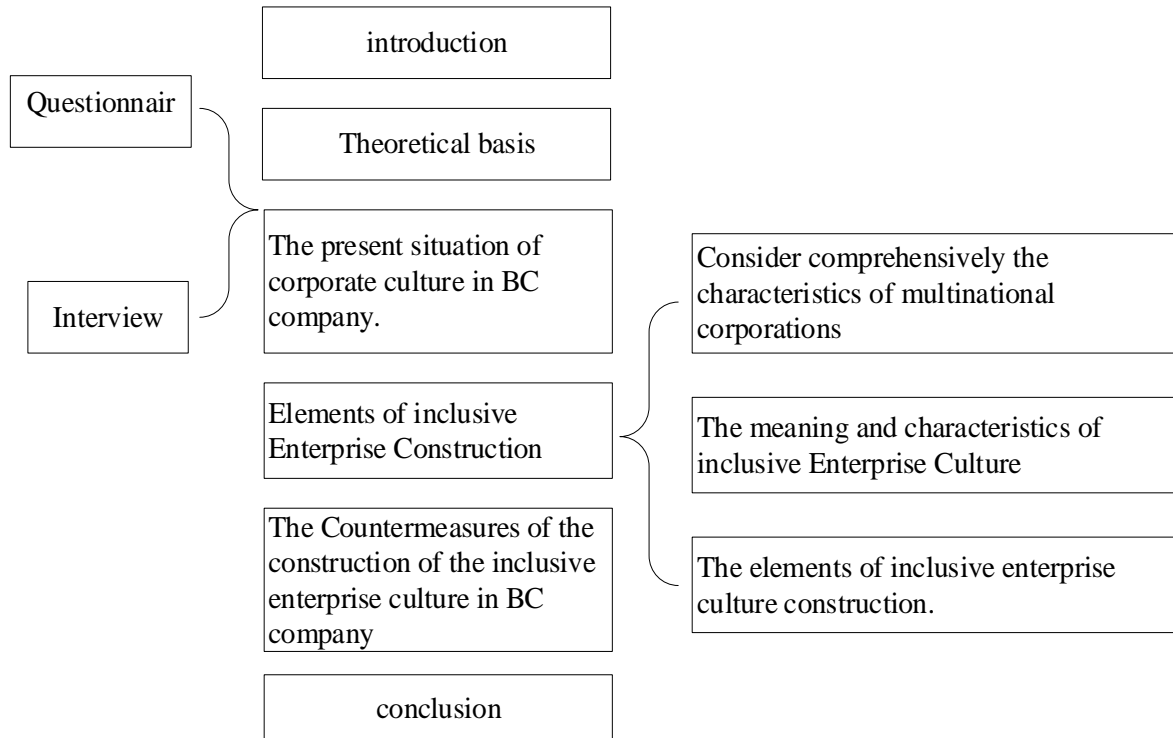 introduction
Questionnair
Theoretical basis
The present situation of
corporate culture in BC
company.
Interview
Consider comprehensively the
characteristics of multinational
corporations
Elements of inclusive
Enterprise Construction
The meaning and characteristics of
inclusive Enterprise Culture
The Countermeasures of the
construction of the inclusive
enterprise culture in BC
company
The elements of inclusive enterprise
culture construction.
conclusion